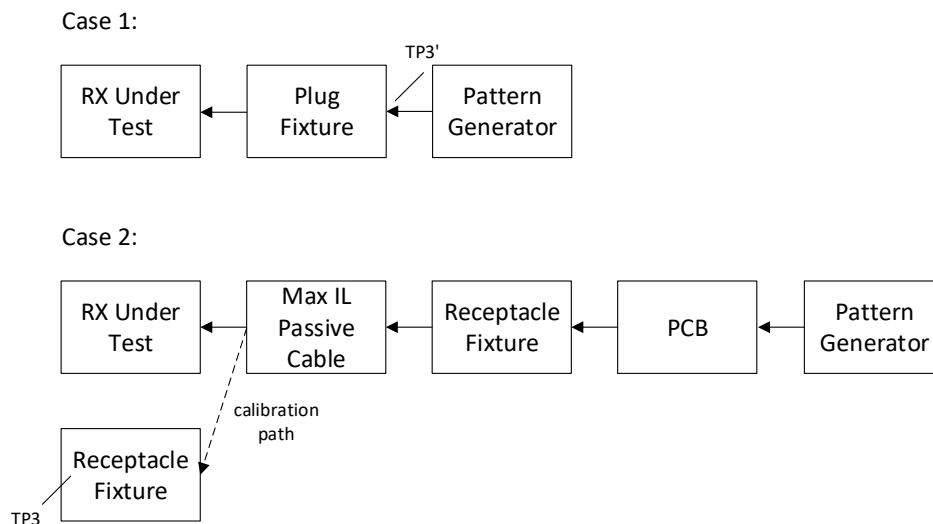 Case 1:
TP3'
RX Under
Test
Plug
Fixture
Pattern
Generator
Case 2:
RX Under
Test
Max IL
Passive
Cable
Receptacle
Fixture
PCB
Pattern
Generator
calibration
path
Receptacle
Fixture
TP3